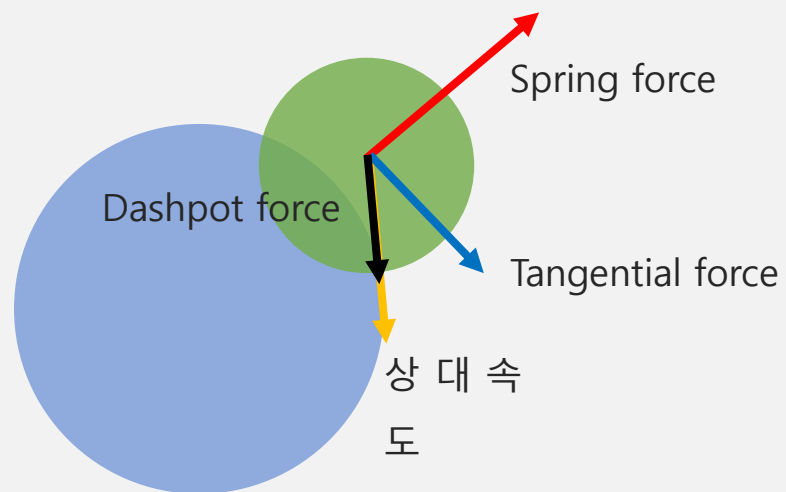 Spring force
Dashpot force
Tangential force
상 대 속
도